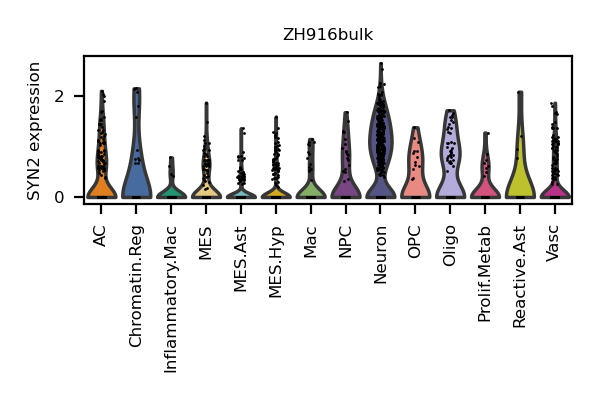 ZH916bulk
SYN2 expression
2
0
AC
Chromatin.Reg
Inflammatory.Mac
MES
MES.Ast
MES.Hyp
Mac
NPC
Neuron
OPC
Oligo
Prolif.Metab
Reactive.Ast
Vasc